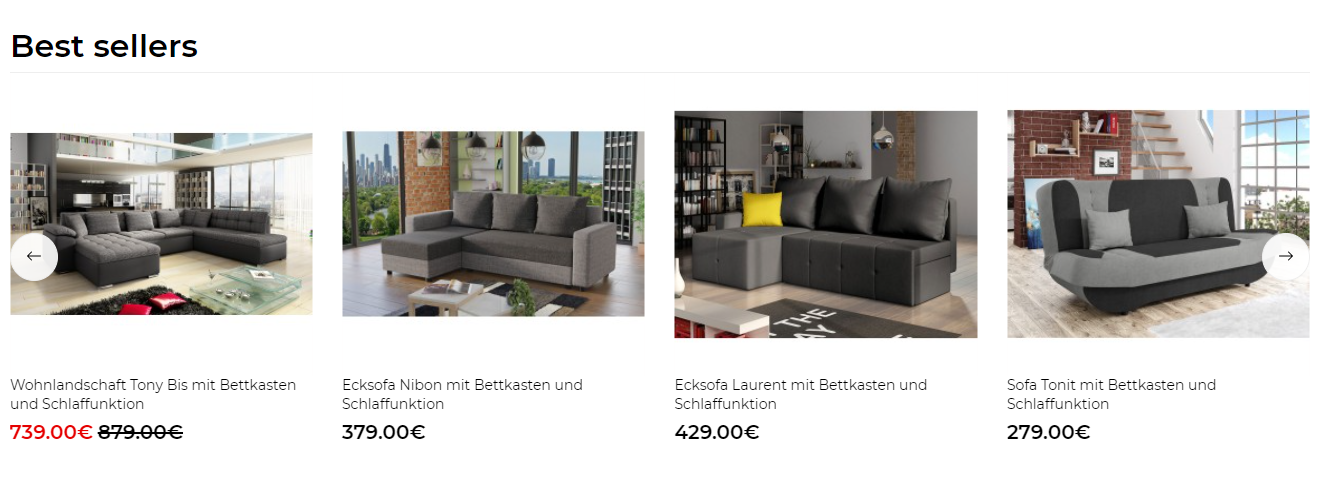 Best sellers
THE
Wohnlandschaft Tony Bis mit Bettkasten
und Schlaffunktion
739.00€ 879.00€
Ecksofa Nibon mit Bettkasten und
Schlaffunktion
379.00€
Ecksofa Laurent mit Bettkasten und
Schlaffunktion
429.00€
Sofa Tonit mit Bettkasten und
Schlaffunktion
279.00€